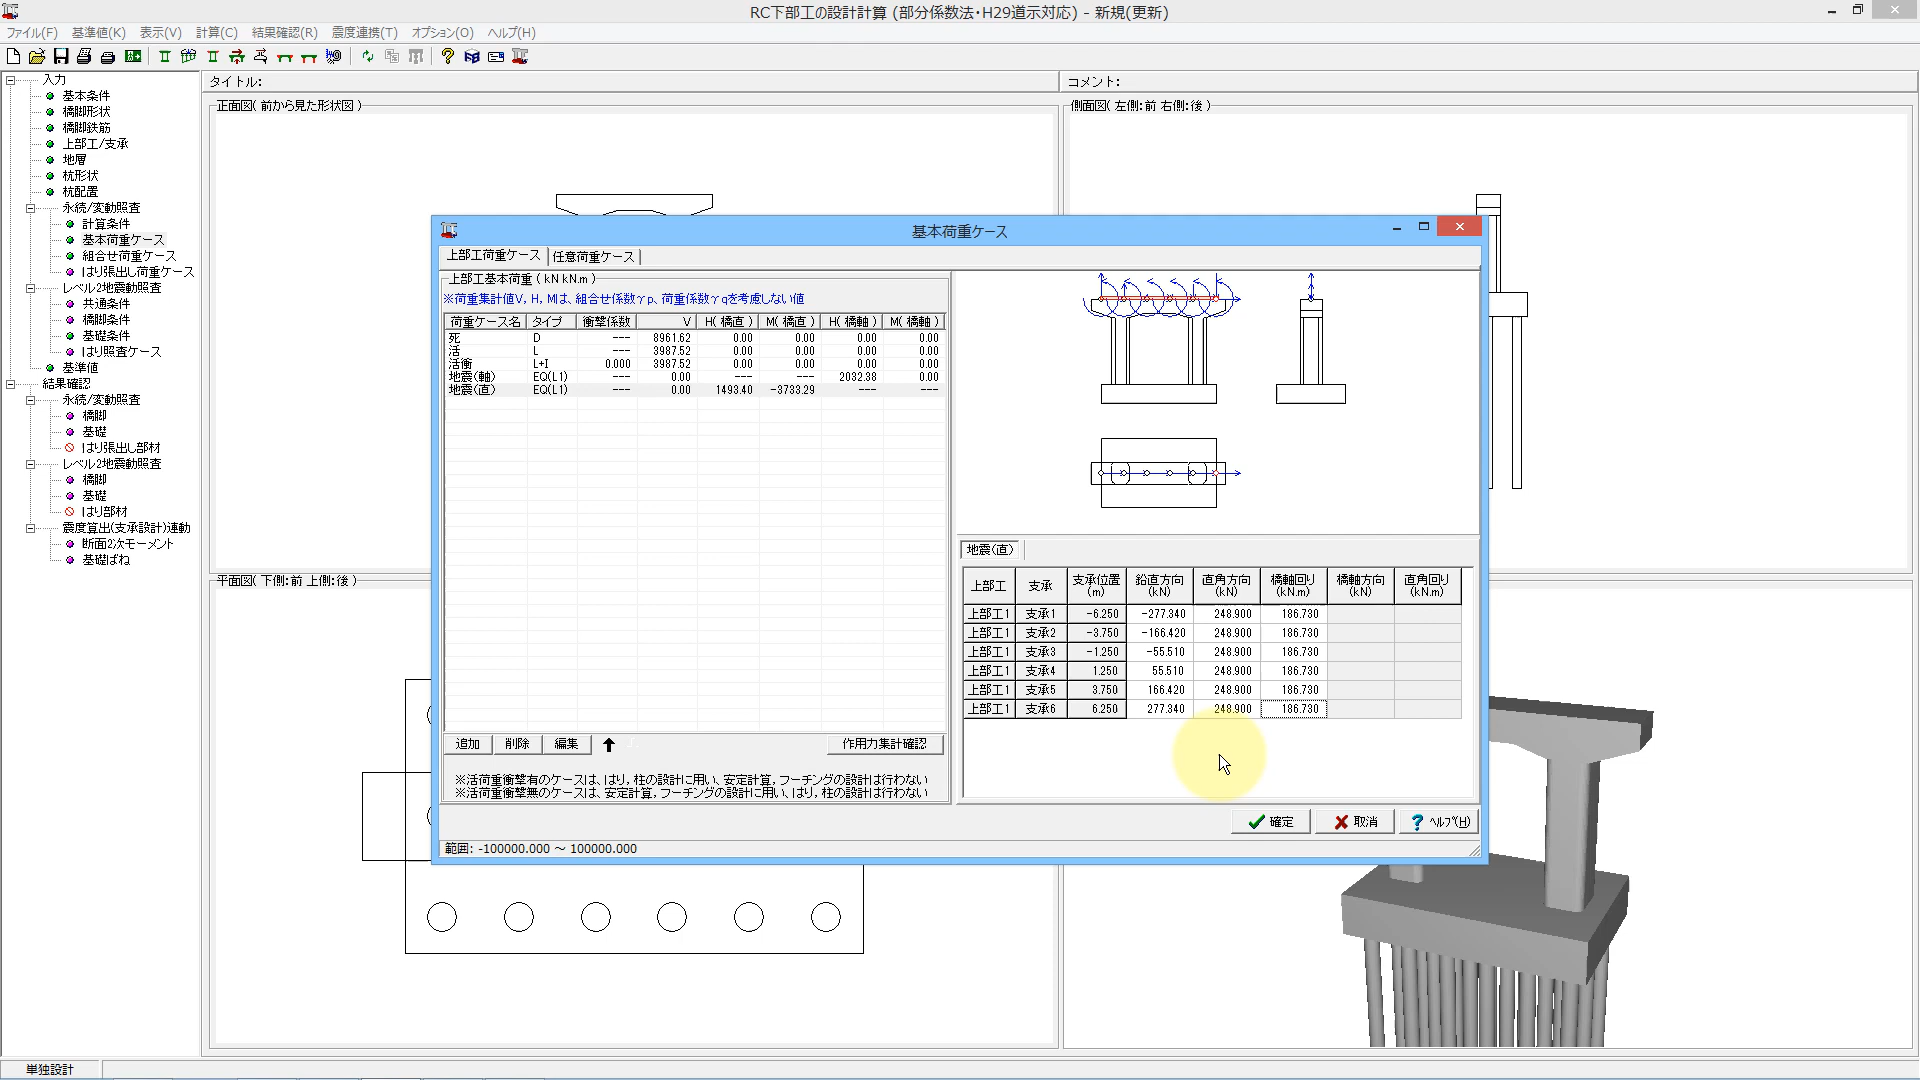 RC下部工の設計計算 (部分係数法・H29道示対応) - 新規(更新)
ファイル(F) 基準値(K) 表示(V) 計算(C) 結果確認(R) 震度連携(T) オプション(O) ヘルプ(H)
入力
基本条件
橋脚形状
橋脚鉄筋
上部工/支承
地層
杭形状
杭配置
永続/変動照査
計算条件
基本荷重ケース
組合せ荷重ケース
はり張出し荷重ケース
レベル2地震動照査
共通条件
橋脚条件
基礎条件
はり照査ケース
基準値
結果確認
永続/変動照査
橋脚
基礎
はり張出し部材
レベル2地震動照査
橋脚
基礎
はり部材
震度算出(支承設計)連動
断面2次モーメント
基礎ばね
タイトル:
コメント:
正面図( 前から見た形状図 )
側面図( 左側:前 右側:後 )
平面図( 下側:前 上側:後 )
基本荷重ケース
上部工荷重ケース 任意荷重ケース
上部工基本荷重 ( kN kN.m )
※荷重集計値V, H, Mは、組合せ係数γp、荷重係数γqを考慮しない値
荷重ケース名 タイプ 衝撃係数 V H( 橋直 ) M( 橋直 ) H( 橋軸 ) M( 橋軸 )
死 D --- 8961.62 0.00 0.00 0.00 0.00
活 L --- 3987.52 0.00 0.00 0.00 0.00
活衝 L+I 0.000 3987.52 0.00 0.00 0.00 0.00
地震(軸) EQ(L1) --- 0.00 --- --- 2032.38 0.00
地震(直) EQ(L1) --- 0.00 1493.40 -3733.29 --- ---
追加 削除 編集 作用力集計確認
※活荷重衝撃有のケースは、はり, 柱の設計に用い、安定計算, フーチングの設計は行わない
※活荷重衝撃無のケースは、安定計算, フーチングの設計に用い、はり, 柱の設計は行わない
地震(直)
上部工 支承 支承位置 (m) 鉛直方向 (kN) 直角方向 (kN) 橋軸回り (kN.m) 橋軸方向 (kN) 直角回り (kN.m)
上部工1 支承1 -6.250 -277.340 248.900 186.730
上部工1 支承2 -3.750 -166.420 248.900 186.730
上部工1 支承3 -1.250 -55.510 248.900 186.730
上部工1 支承4 1.250 55.510 248.900 186.730
上部工1 支承5 3.750 166.420 248.900 186.730
上部工1 支承6 6.250 277.340 248.900 186.730
確定 取消 ヘルプ(H)
範囲: -100000.000 ～ 100000.000
単独設計